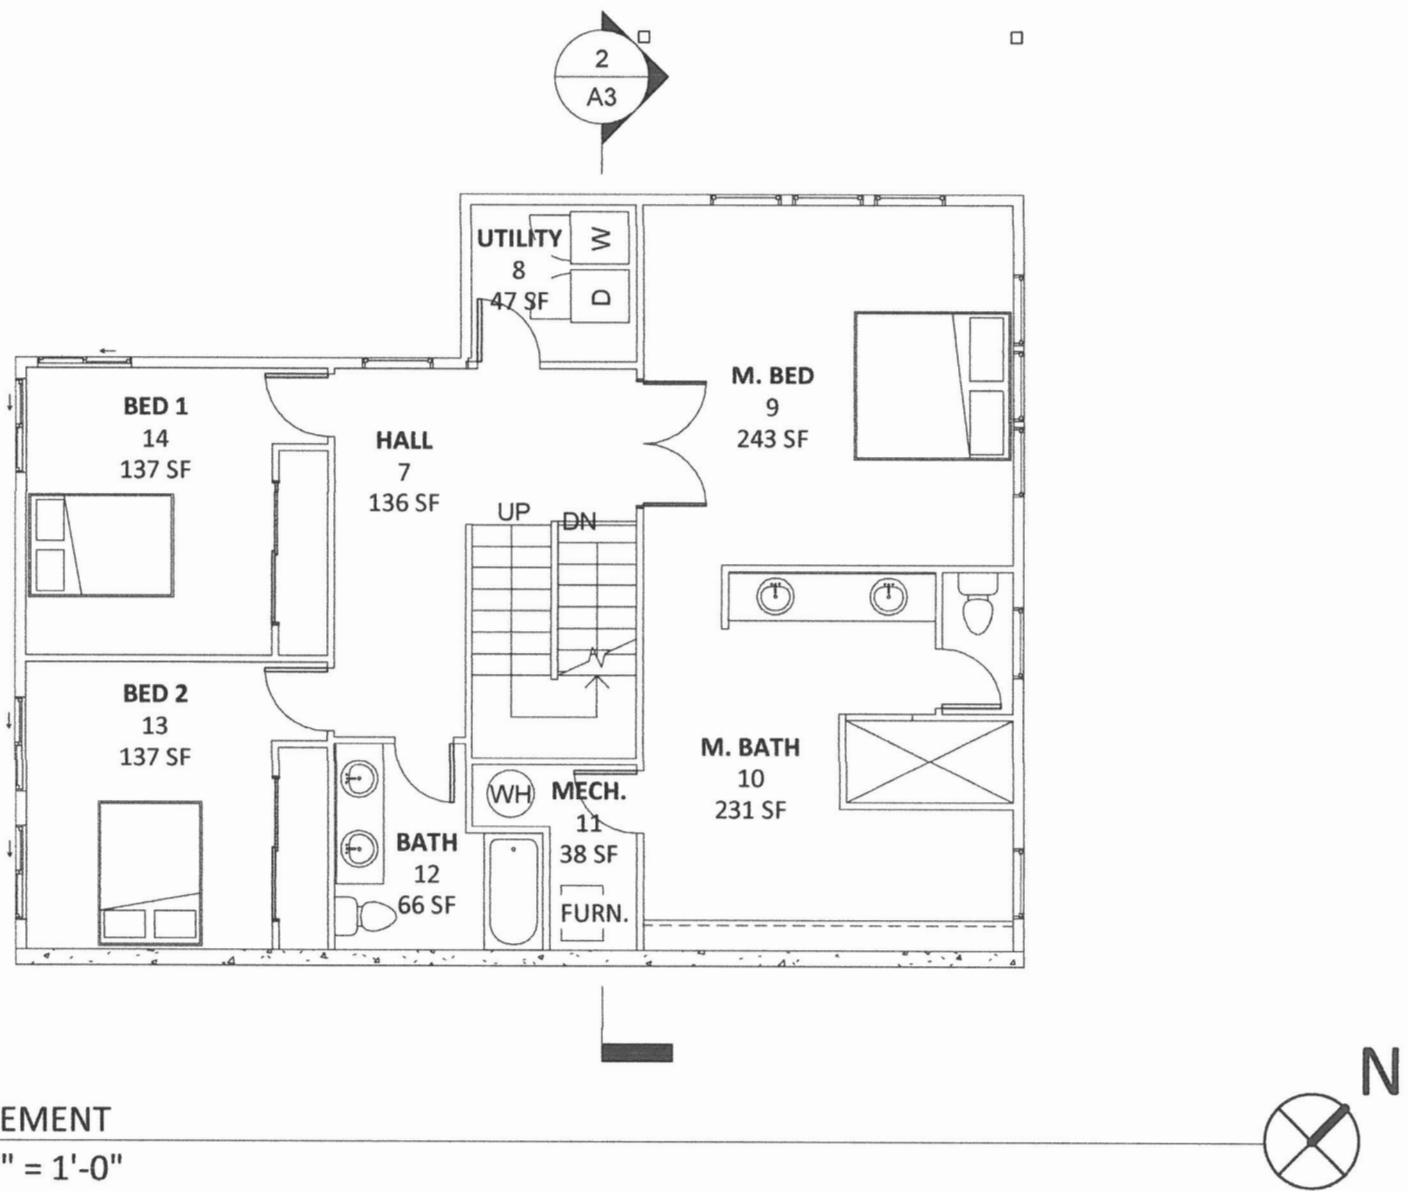 2
A3
UTILITY
8
47 SF
W
D
BED 1
14
137 SF
HALL
7
136 SF
M. BED
9
243 SF
UP
DN
BED 2
13
137 SF
M. BATH
10
231 SF
WH
MECH.
11
38 SF
BATH
12
66 SF
FURN.
N
EMENT
" = 1'-0"